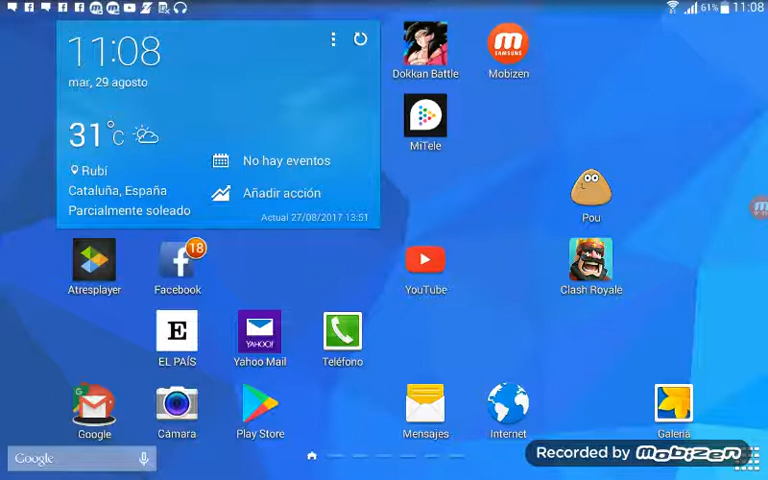 61% 11:08
11:08
mar, 29 agosto
31°C
Rubí
Cataluña, España
Parcialmente soleado
No hay eventos
Añadir acción
Actual 27/08/2017 13:51
Dokkan Battle
SAMSUNG
Mobizen
MiTele
Pou
Atresplayer
18
Facebook
YouTube
Clash Royale
E
EL PAÍS
YAHOO!
Yahoo Mail
Teléfono
Google
Cámara
Play Store
Mensajes
Internet
Galería
Google
Recorded by mobizen